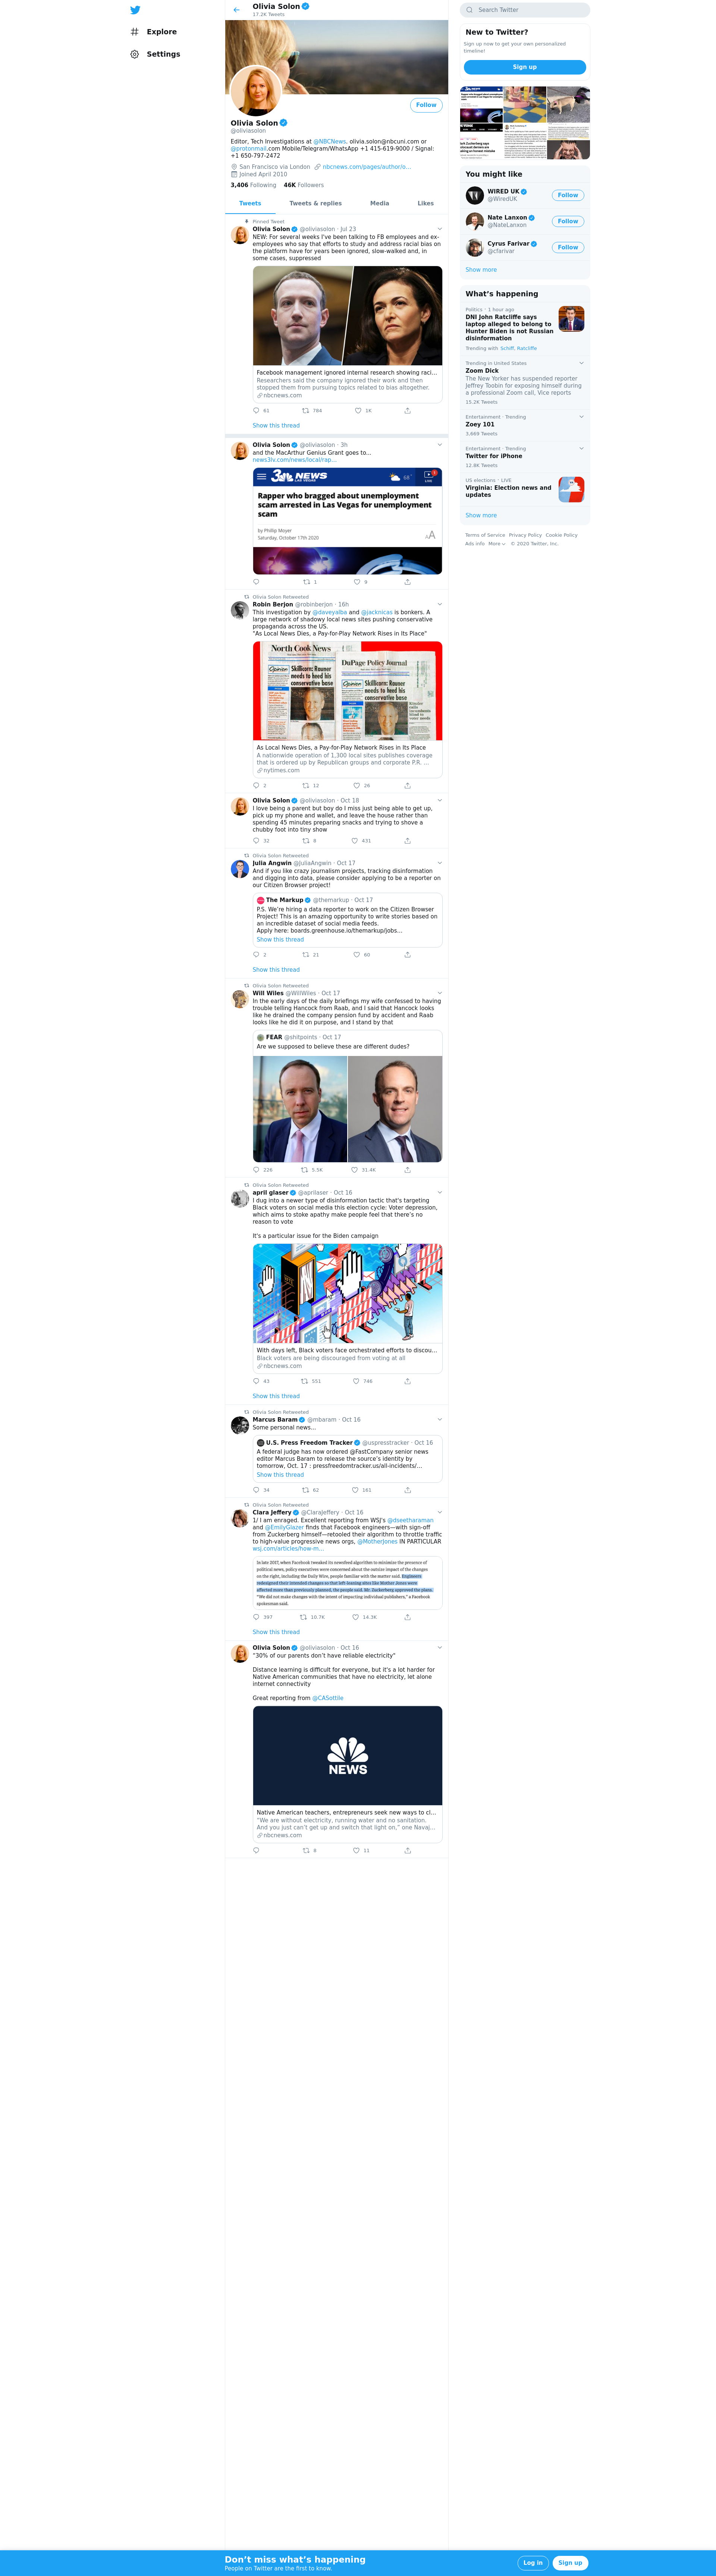 Explore
Settings
Olivia Solon
17.2K Tweets
Follow
Olivia Solon
@oliviasolon
Editor, Tech Investigations at @NBCNews. olivia.solon@nbcuni.com or
@protonmail.com Mobile/Telegram/WhatsApp +1 415-619-9000 / Signal:
+1 650-797-2472
San Francisco via London nbcnews.com/pages/author/o…
Joined April 2010
3,406 Following 46K Followers
Tweets Tweets & replies Media Likes
Pinned Tweet
Olivia Solon @oliviasolon · Jul 23
NEW: For several weeks I've been talking to FB employees and ex-
employees who say that efforts to study and address racial bias on
the platform have for years been ignored, slow-walked and, in
some cases, suppressed
Facebook management ignored internal research showing raci…
Researchers said the company ignored their work and then
stopped them from pursuing topics related to bias altogether.
nbcnews.com
61 784 1K
Show this thread
Olivia Solon @oliviasolon · 3h
and the MacArthur Genius Grant goes to…
news3lv.com/news/local/rap…
3 NEWS
LAS VEGAS
68°
LIVE
Rapper who bragged about unemployment
scam arrested in Las Vegas for unemployment
scam
by Phillip Moyer
Saturday, October 17th 2020
AA
1 9
Olivia Solon Retweeted
Robin Berjon @robinberjon · 16h
This investigation by @daveyalba and @jacknicas is bonkers. A
large network of shadowy local news sites pushing conservative
propaganda across the US.
"As Local News Dies, a Pay-for-Play Network Rises in Its Place"
North Cook News
DuPage Policy Journal
Opinion
Skillicorn: Rauner
needs to heed his
conservative base
Opinion
Skillicorn: Rauner
needs to heed his
conservative base
As Local News Dies, a Pay-for-Play Network Rises in Its Place
A nationwide operation of 1,300 local sites publishes coverage
that is ordered up by Republican groups and corporate P.R. …
nytimes.com
2 12 26
Olivia Solon @oliviasolon · Oct 18
I love being a parent but boy do I miss just being able to get up,
pick up my phone and wallet, and leave the house rather than
spending 45 minutes preparing snacks and trying to shove a
chubby foot into tiny show
32 8 431
Olivia Solon Retweeted
Julia Angwin @JuliaAngwin · Oct 17
And if you like crazy journalism projects, tracking disinformation
and digging into data, please consider applying to be a reporter on
our Citizen Browser project!
The Markup @themarkup · Oct 17
P.S. We're hiring a data reporter to work on the Citizen Browser
Project! This is an amazing opportunity to write stories based on
an incredible dataset of social media feeds.
Apply here: boards.greenhouse.io/themarkup/jobs…
Show this thread
2 21 60
Show this thread
Olivia Solon Retweeted
Will Wiles @WillWiles · Oct 17
In the early days of the daily briefings my wife confessed to having
trouble telling Hancock from Raab, and I said that Hancock looks
like he drained the company pension fund by accident and Raab
looks like he did it on purpose, and I stand by that
FEAR @shitpoints · Oct 17
Are we supposed to believe these are different dudes?
226 5.5K 31.4K
Olivia Solon Retweeted
april glaser @aprilaser · Oct 16
I dug into a newer type of disinformation tactic that's targeting
Black voters on social media this election cycle: Voter depression,
which aims to stoke apathy make people feel that there's no
reason to vote
It's a particular issue for the Biden campaign
With days left, Black voters face orchestrated efforts to discou…
Black voters are being discouraged from voting at all
nbcnews.com
43 551 746
Show this thread
Olivia Solon Retweeted
Marcus Baram @mbaram · Oct 16
Some personal news…
U.S. Press Freedom Tracker @uspresstracker · Oct 16
A federal judge has now ordered @FastCompany senior news
editor Marcus Baram to release the source's identity by
tomorrow, Oct. 17 : pressfreedomtracker.us/all-incidents/…
Show this thread
34 62 161
Olivia Solon Retweeted
Clara Jeffery @ClaraJeffery · Oct 16
1/ I am enraged. Excellent reporting from WSJ's @dseetharaman
and @EmilyGlazer finds that Facebook engineers—with sign-off
from Zuckerberg himself—retooled their algorithm to throttle traffic
to high-value progressive news orgs, @MotherJones IN PARTICULAR
wsj.com/articles/how-m…
In late 2017, when Facebook tweaked its newsfeed algorithm to minimize the presence of
political news, policy executives were concerned about the outsize impact of the changes
on the right, including the Daily Wire, people familiar with the matter said. Engineers
redesigned their intended changes so that left-leaning sites like Mother Jones were
affected more than previously planned, the people said. Mr. Zuckerberg approved the plans.
"We did not make changes with the intent of impacting individual publishers," a Facebook
spokesman said.
397 10.7K 14.3K
Show this thread
Olivia Solon @oliviasolon · Oct 16
"30% of our parents don't have reliable electricity"
Distance learning is difficult for everyone, but it's a lot harder for
Native American communities that have no electricity, let alone
internet connectivity
Great reporting from @CASottile
NEWS
Native American teachers, entrepreneurs seek new ways to cl…
"We are without electricity, running water and no sanitation.
And you just can't get up and switch that light on," one Navaj…
nbcnews.com
8 11
Search Twitter
New to Twitter?
Sign up now to get your own personalized
timeline!
Sign up
You might like
WIRED UK
@WiredUK
Follow
Nate Lanxon
@NateLanxon
Follow
Cyrus Farivar
@cfarivar
Follow
Show more
What's happening
Politics · 1 hour ago
DNI John Ratcliffe says
laptop alleged to belong to
Hunter Biden is not Russian
disinformation
Trending with Schiff, Ratcliffe
Trending in United States
Zoom Dick
The New Yorker has suspended reporter
Jeffrey Toobin for exposing himself during
a professional Zoom call, Vice reports
15.2K Tweets
Entertainment · Trending
Zoey 101
3,669 Tweets
Entertainment · Trending
Twitter for iPhone
12.8K Tweets
US elections · LIVE
Virginia: Election news and
updates
Show more
Terms of Service Privacy Policy Cookie Policy
Ads info More © 2020 Twitter, Inc.
Don't miss what's happening
People on Twitter are the first to know.
Log in
Sign up